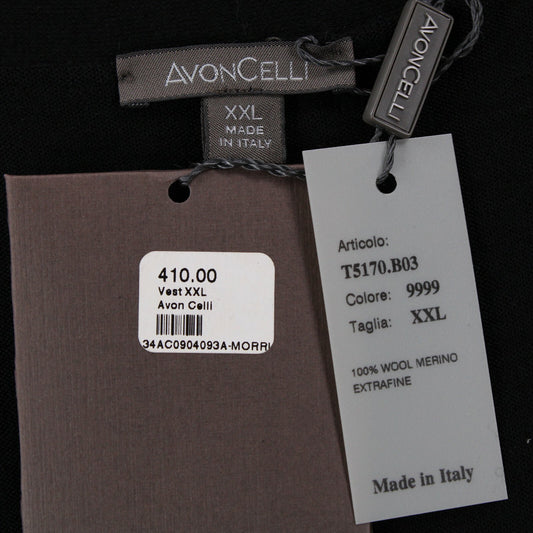 AVONCELLI
XXL
MADE
IN ITALY
AVONCELLI
410.00
Vest XXL
Avon Celli
34AC0904093A-MORRI
Articolo:
T5170.B03
Colore: 9999
Taglia: XXL
100% WOOL MERINO
EXTRAFINE
Made in Italy